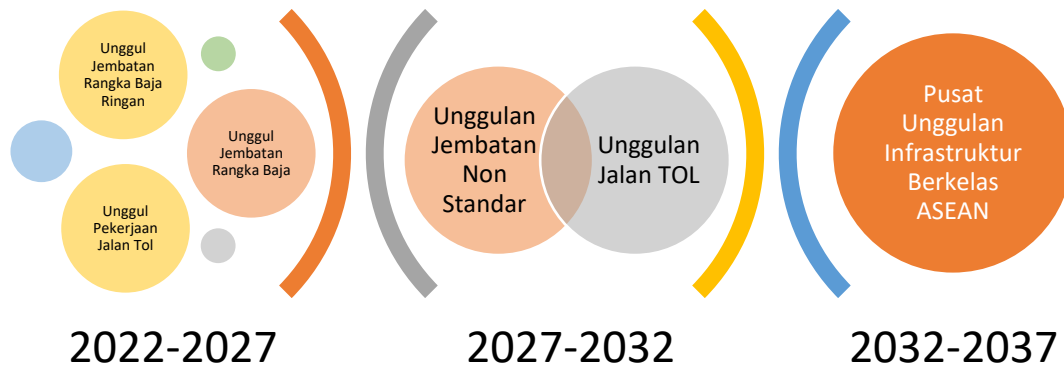 Unggul
Jembatan
Rangka Baja
Ringan
Unggul
Jembatan
Rangka Baja
Unggul
Pekerjaan
Jalan Tol
Unggulan
Jembatan
Non
Standar
Unggulan
Jalan TOL
Pusat
Unggulan
Infrastruktur
Berkelas
ASEAN
2022-2027
2027-2032
2032-2037